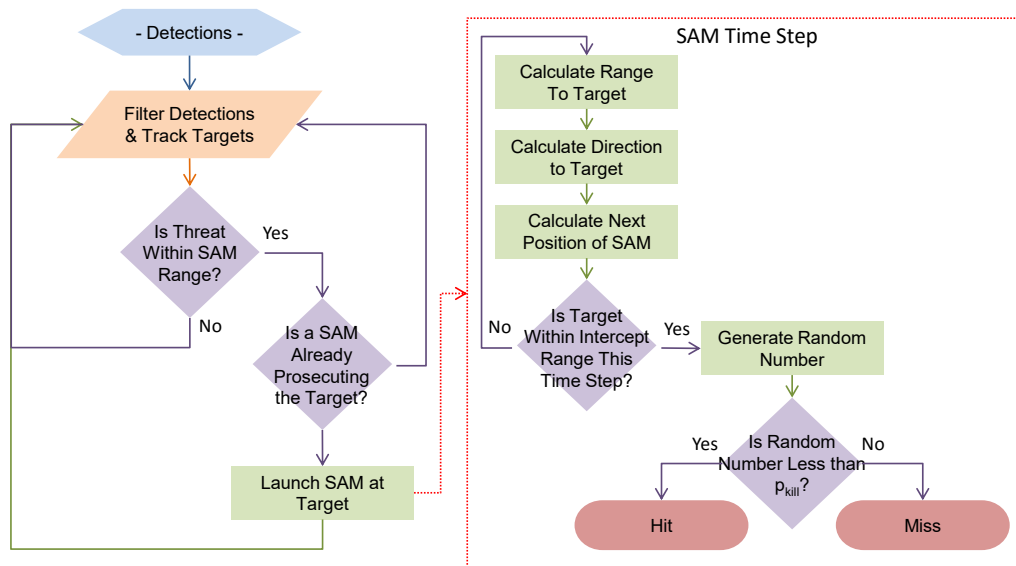 - Detections -
Filter Detections
& Track Targets
Is Threat
Within SAM
Range?
Yes
No
Is a SAM
Already
Prosecuting
the Target?
Launch SAM at
Target
SAM Time Step
Calculate Range
To Target
Calculate Direction
to Target
Calculate Next
Position of SAM
Is Target
Within Intercept
Range This
Time Step?
No
Yes
Generate Random
Number
Is Random
Number Less than
pkill?
Yes
No
Hit
Miss